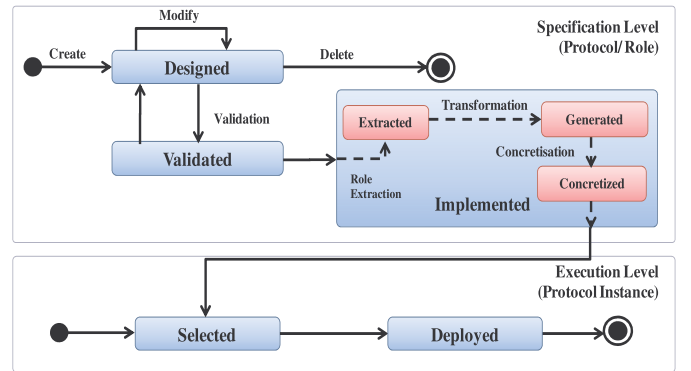 Modify
Specification Level
(Protocol/ Role)
Create
Designed
Delete
Validation
Validated
Extracted
Transformation
Generated
Concretisation
Role
Extraction
Concretized
Implemented
Execution Level
(Protocol Instance)
Selected
Deployed